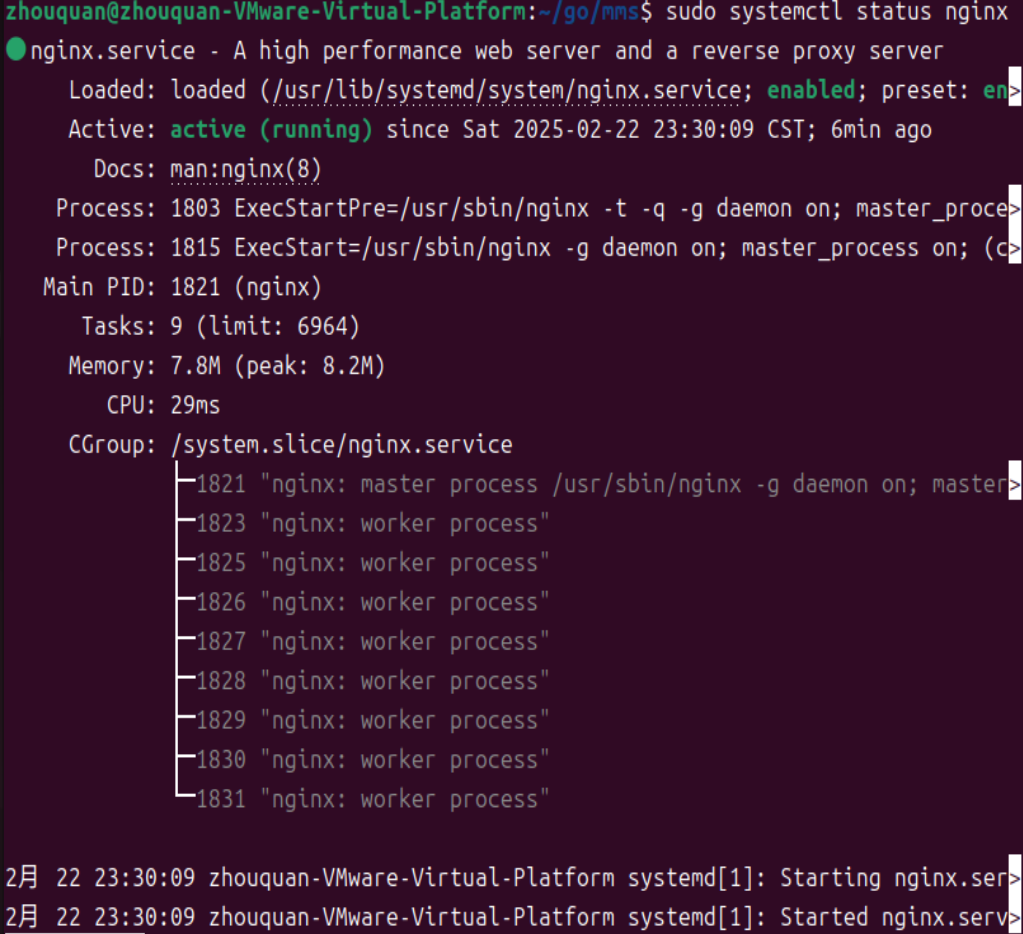 zhouquan@zhouquan-VMware-Virtual-Platform:~/go/mms$ sudo systemctl status nginx
●nginx.service - A high performance web server and a reverse proxy server
     Loaded: loaded (/usr/lib/systemd/system/nginx.service; enabled; preset: en>
     Active: active (running) since Sat 2025-02-22 23:30:09 CST; 6min ago
       Docs: man:nginx(8)
    Process: 1803 ExecStartPre=/usr/sbin/nginx -t -q -g daemon on; master_proce>
    Process: 1815 ExecStart=/usr/sbin/nginx -g daemon on; master_process on; (c>
   Main PID: 1821 (nginx)
      Tasks: 9 (limit: 6964)
     Memory: 7.8M (peak: 8.2M)
        CPU: 29ms
     CGroup: /system.slice/nginx.service
             ├─1821 "nginx: master process /usr/sbin/nginx -g daemon on; master>
             ├─1823 "nginx: worker process"
             ├─1825 "nginx: worker process"
             ├─1826 "nginx: worker process"
             ├─1827 "nginx: worker process"
             ├─1828 "nginx: worker process"
             ├─1829 "nginx: worker process"
             ├─1830 "nginx: worker process"
             └─1831 "nginx: worker process"
2月 22 23:30:09 zhouquan-VMware-Virtual-Platform systemd[1]: Starting nginx.ser>
2月 22 23:30:09 zhouquan-VMware-Virtual-Platform systemd[1]: Started nginx.serv>